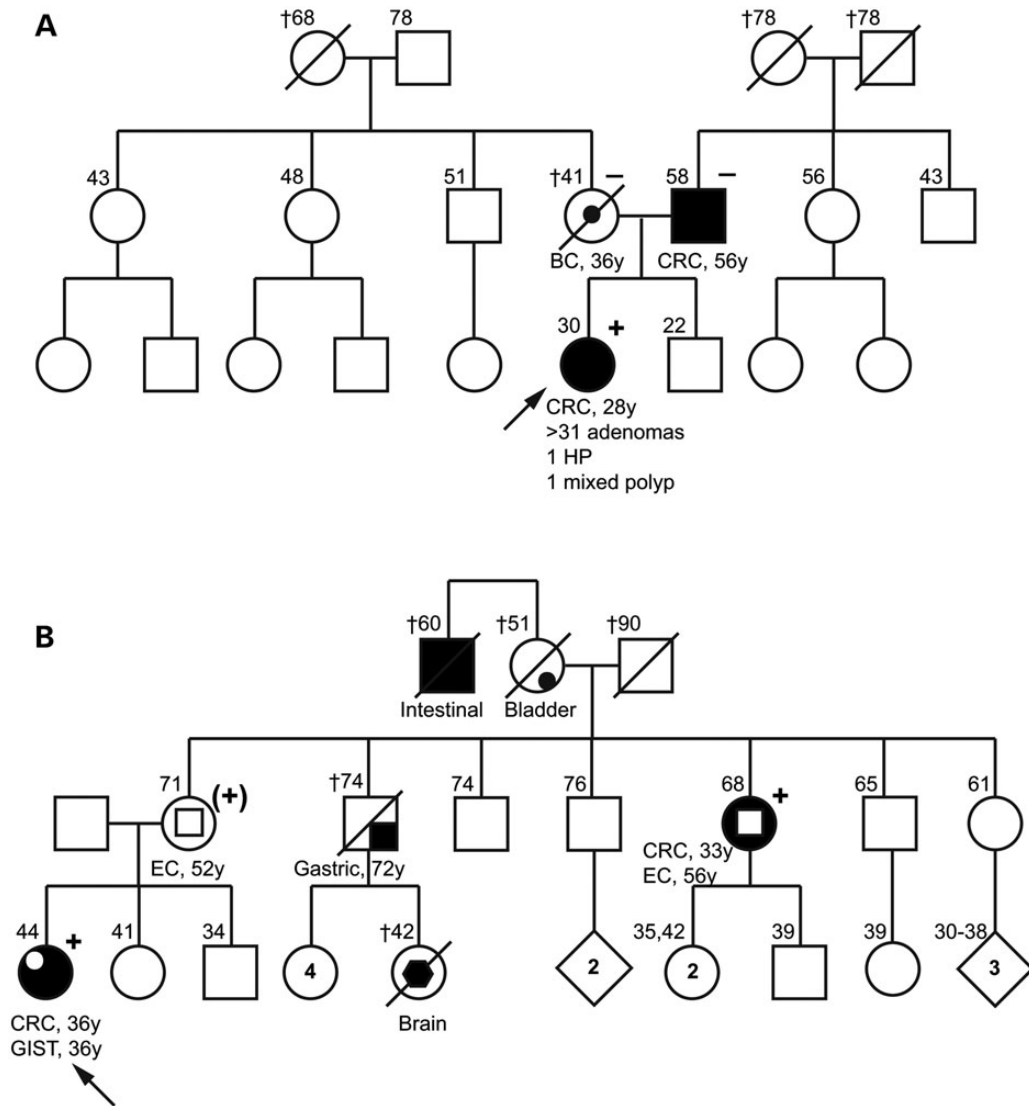 A
†68 78 †78 †78
43 48 51 †41 − 58 − 56 43
BC, 36y CRC, 56y
30 + 22
CRC, 28y
>31 adenomas
1 HP
1 mixed polyp
B
†60 †51 †90
Intestinal Bladder
71 (+) †74 74 76 68 + 65 61
EC, 52y Gastric, 72y CRC, 33y
EC, 56y
44 + 41 34 †42 35,42 39 39 30-38
4 2 2 3
CRC, 36y Brain
GIST, 36y